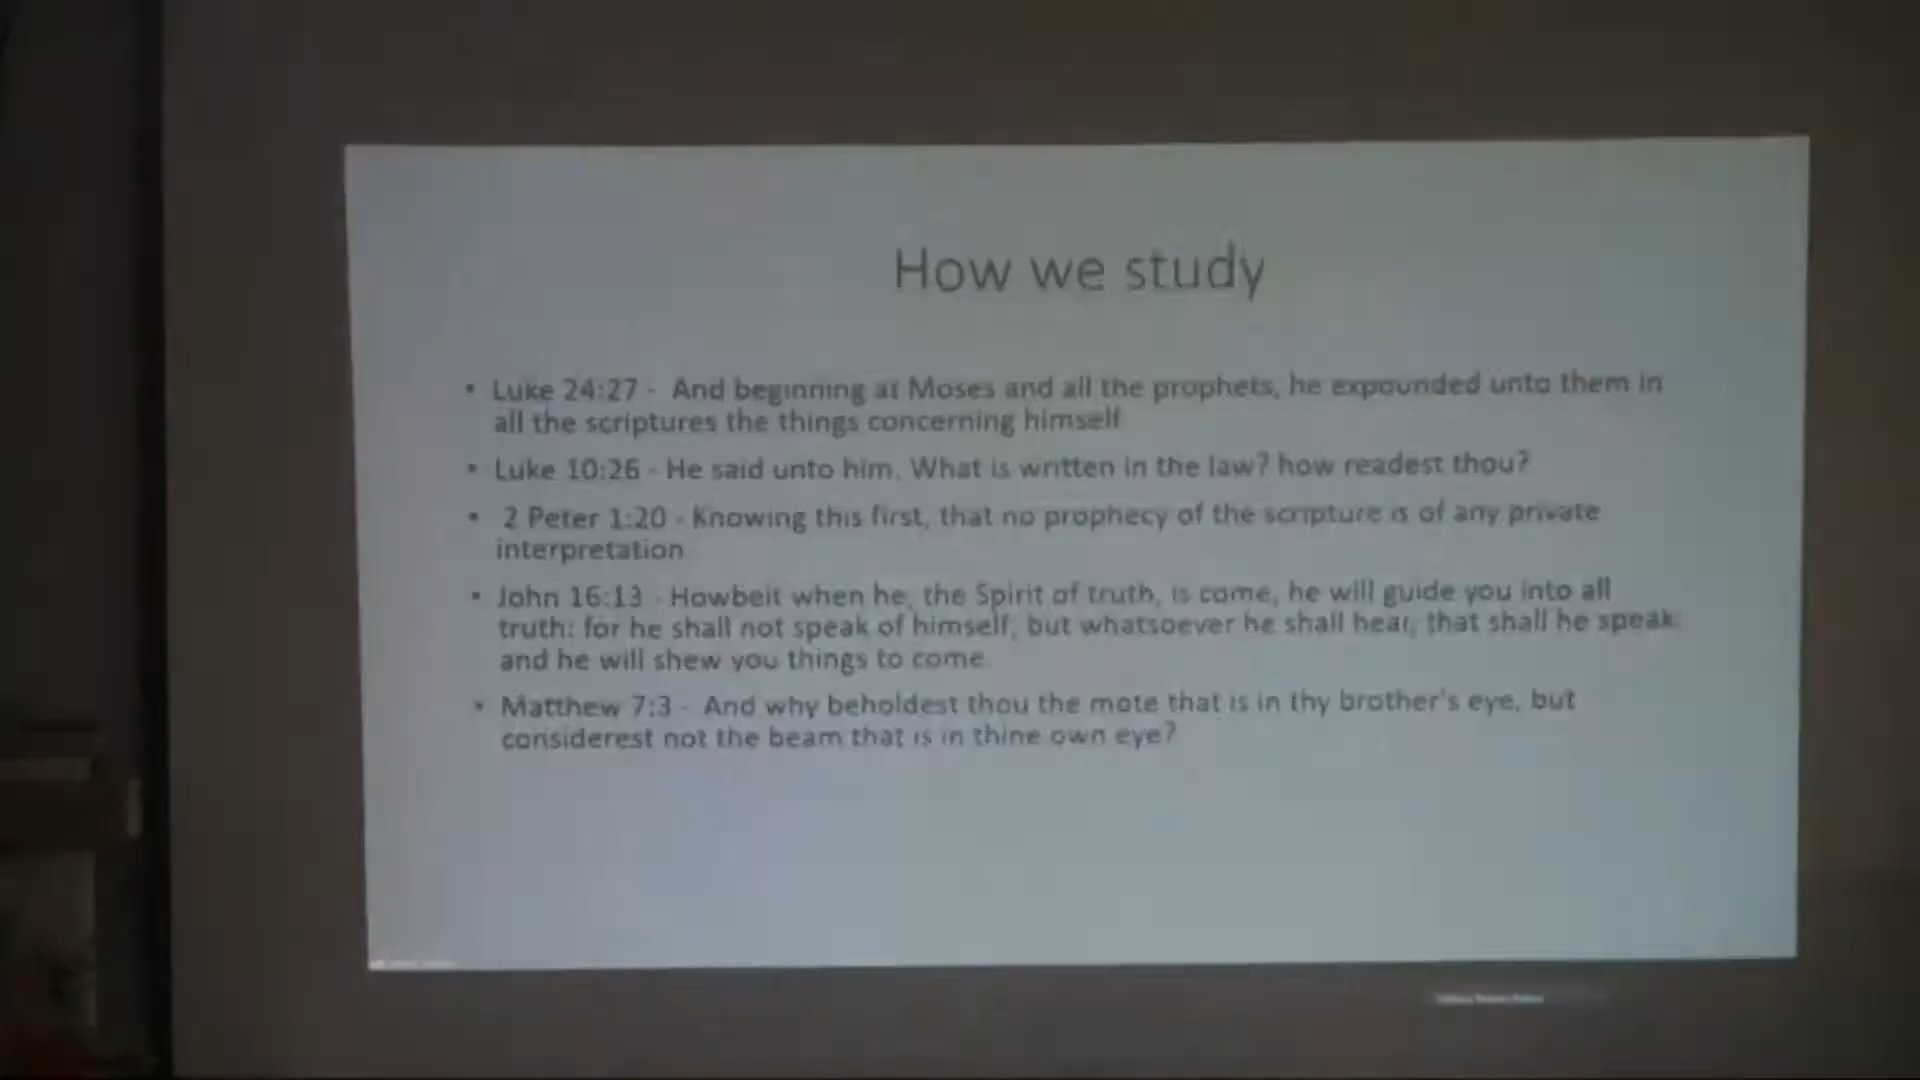 How we study
• Luke 24:27 - And beginning at Moses and all the prophets, he expounded unto them in
all the scriptures the things concerning himself
• Luke 10:26 - He said unto him. What is written in the law? how readest thou?
• 2 Peter 1:20 - Knowing this first, that no prophecy of the scripture is of any private
interpretation
• John 16:13 - Howbeit when he, the Spirit of truth, is come, he will guide you into all
truth: for he shall not speak of himself, but whatsoever he shall hear, that shall he speak:
and he will shew you things to come.
• Matthew 7:3 - And why beholdest thou the mote that is in thy brother's eye, but
considerest not the beam that is in thine own eye?